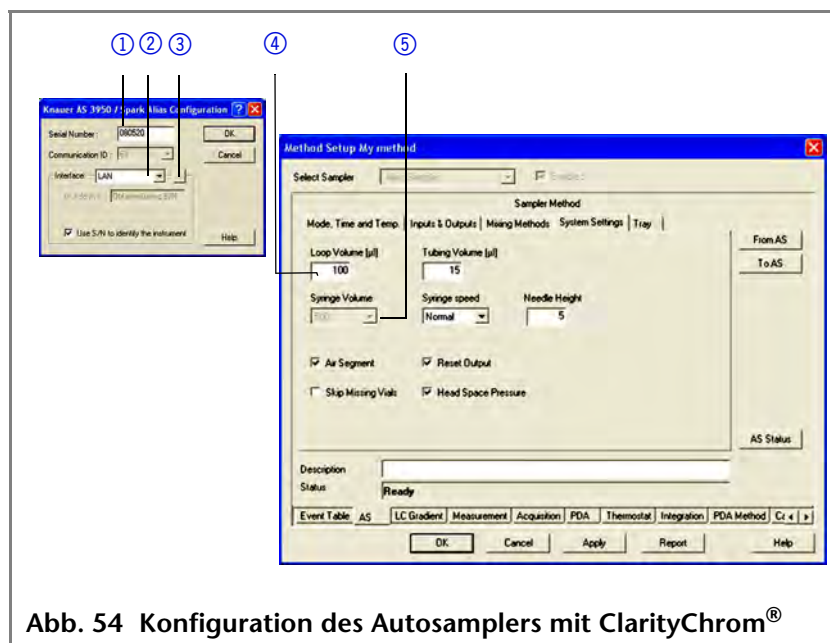 ① ② ③ ④ ⑤
Knauer AS 3950 / Spark Alias Configuration
Serial Number: 080520
OK
Communication ID:
Cancel
Interface: LAN
Use S/N to identify the instrument
Help
Method Setup My method
Select Sampler
Sampler Method
Mode, Time and Temp. Inputs & Outputs Mixing Methods System Settings Tray
From AS
To AS
Loop Volume [µl] Tubing Volume [µl]
100 15
Syringe Volume Syringe speed Needle Height
Normal 5
Air Segment Reset Output
Skip Missing Vials Head Space Pressure
AS Status
Description
Status Ready
Event Table AS LC Gradient Measurement Acquisition PDA Thermostat Integration PDA Method
OK Cancel Apply Report Help
Abb. 54 Konfiguration des Autosamplers mit ClarityChrom®